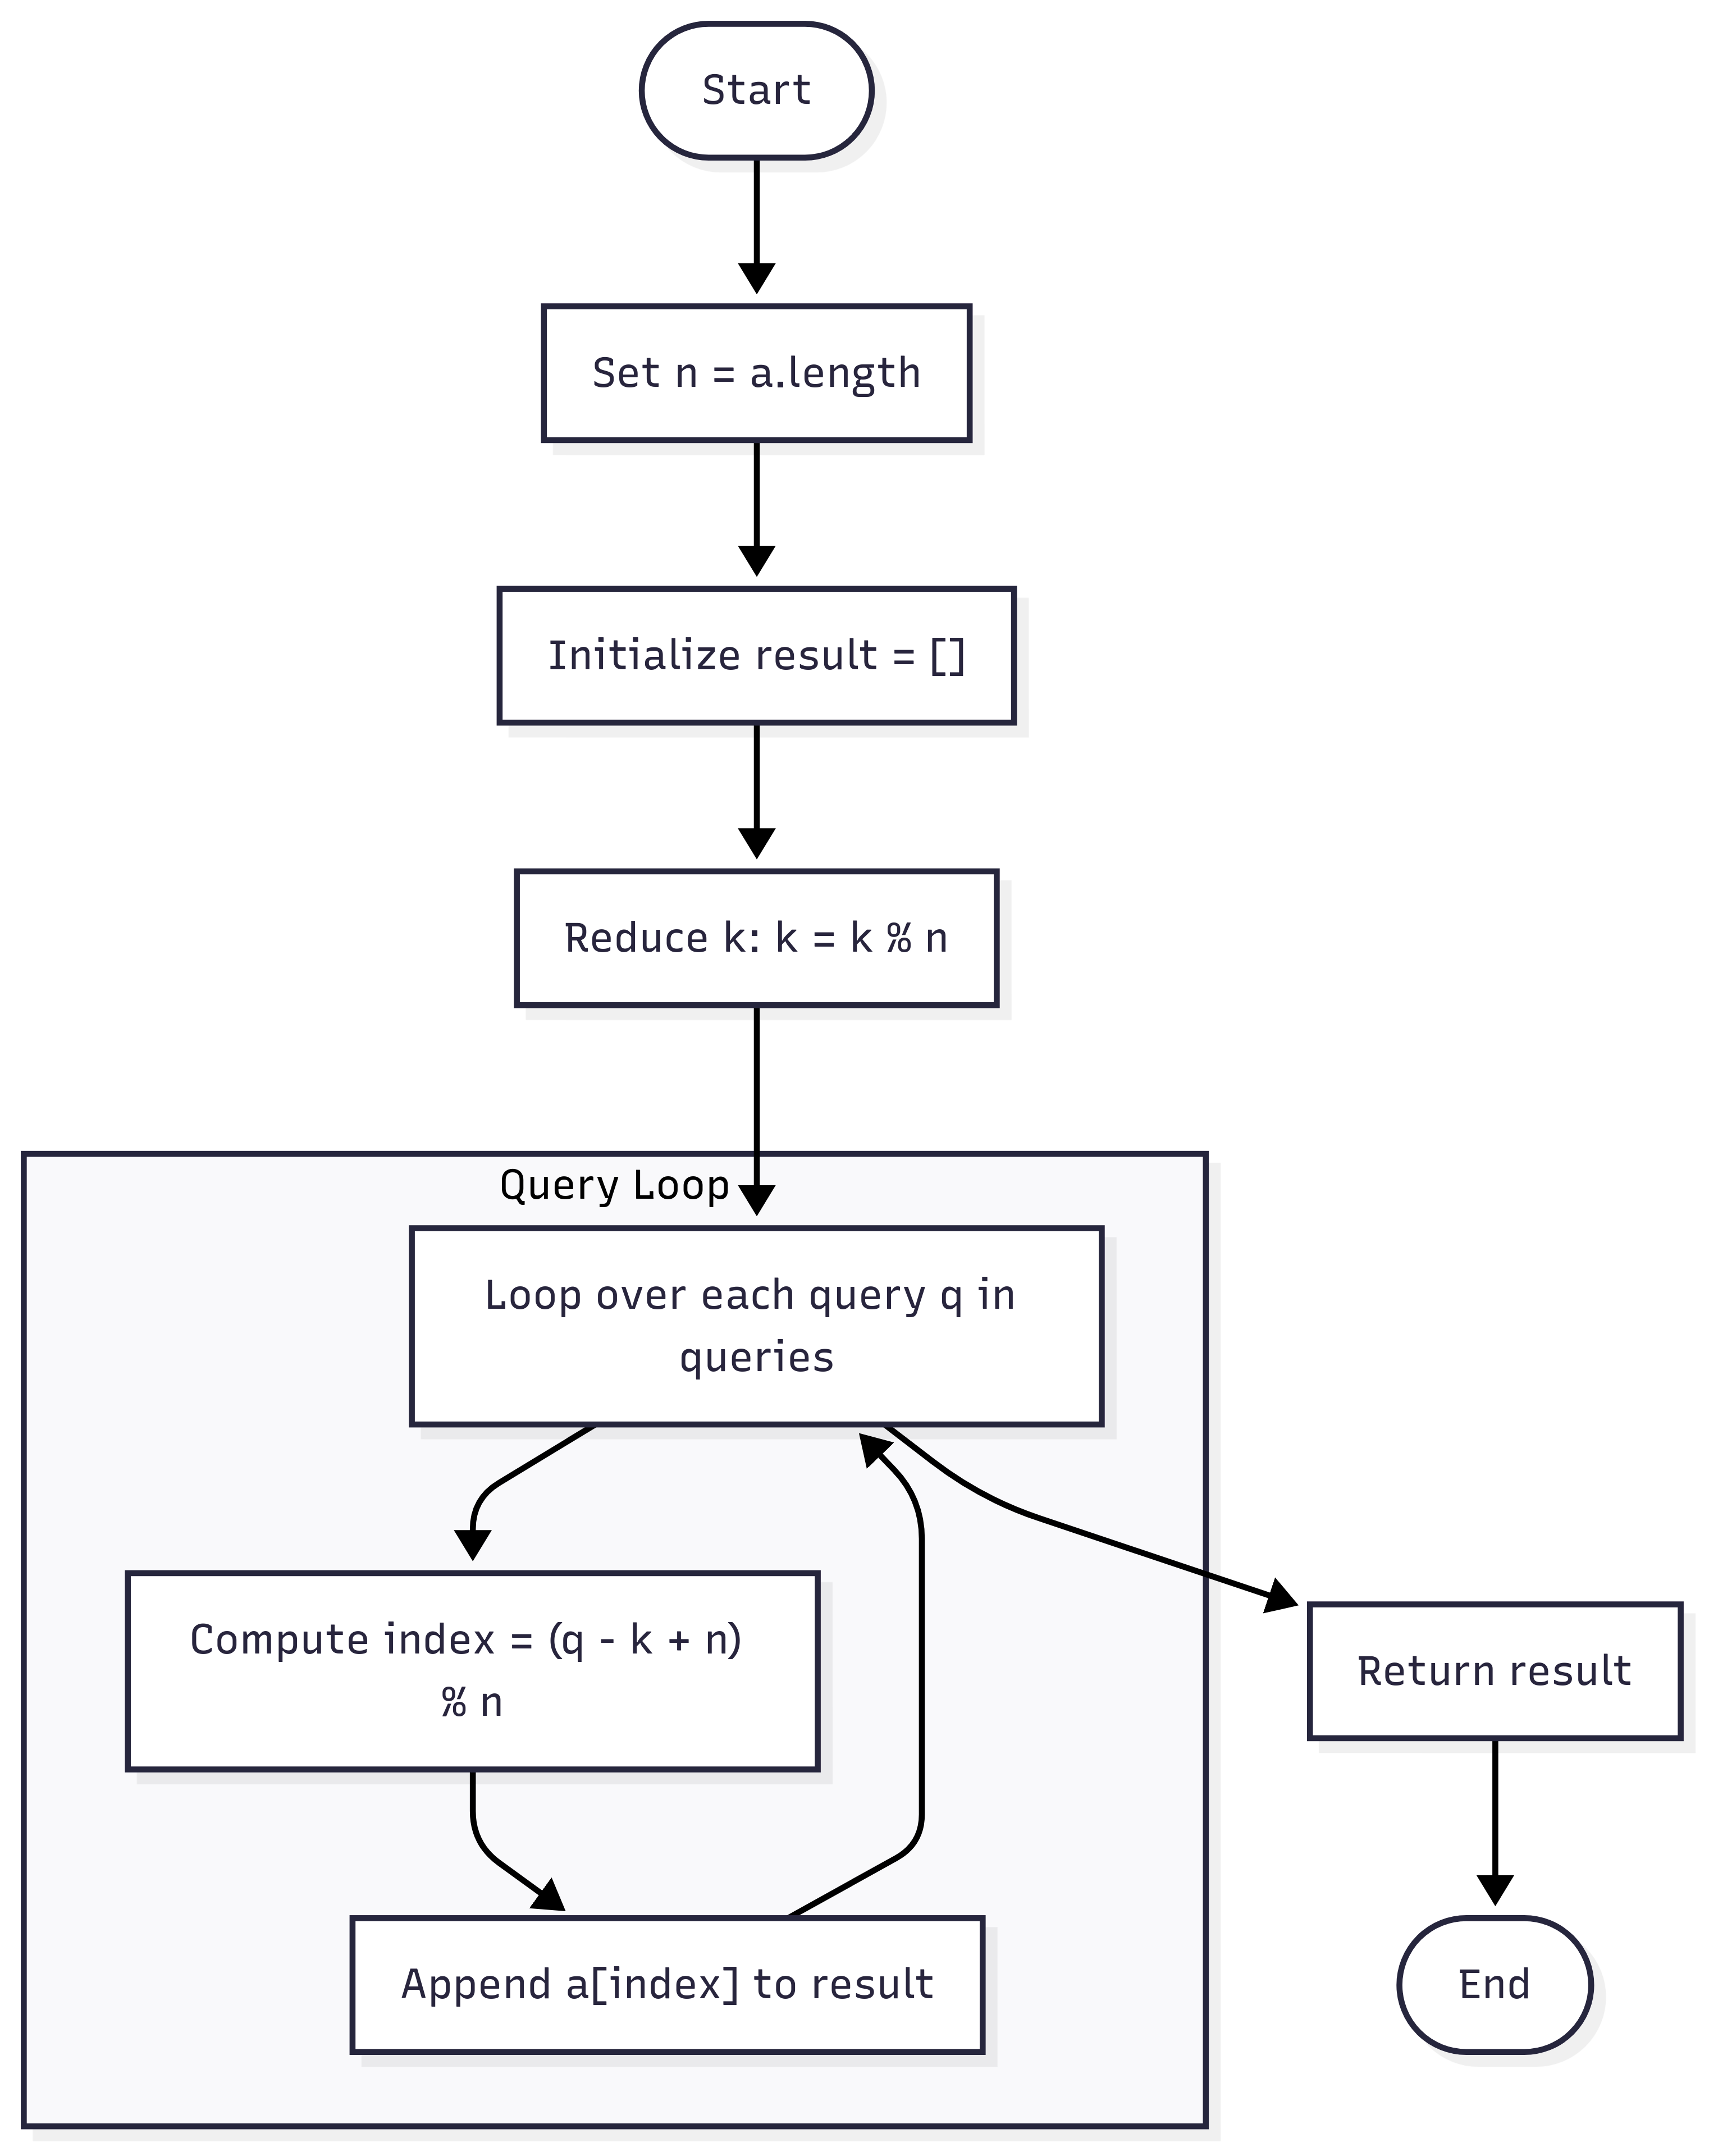 Start
Set n = a.length
Initialize result = []
Reduce k: k = k % n
Query Loop
Loop over each query q in
queries
Compute index = (q - k + n)
% n
Return result
Append a[index] to result
End